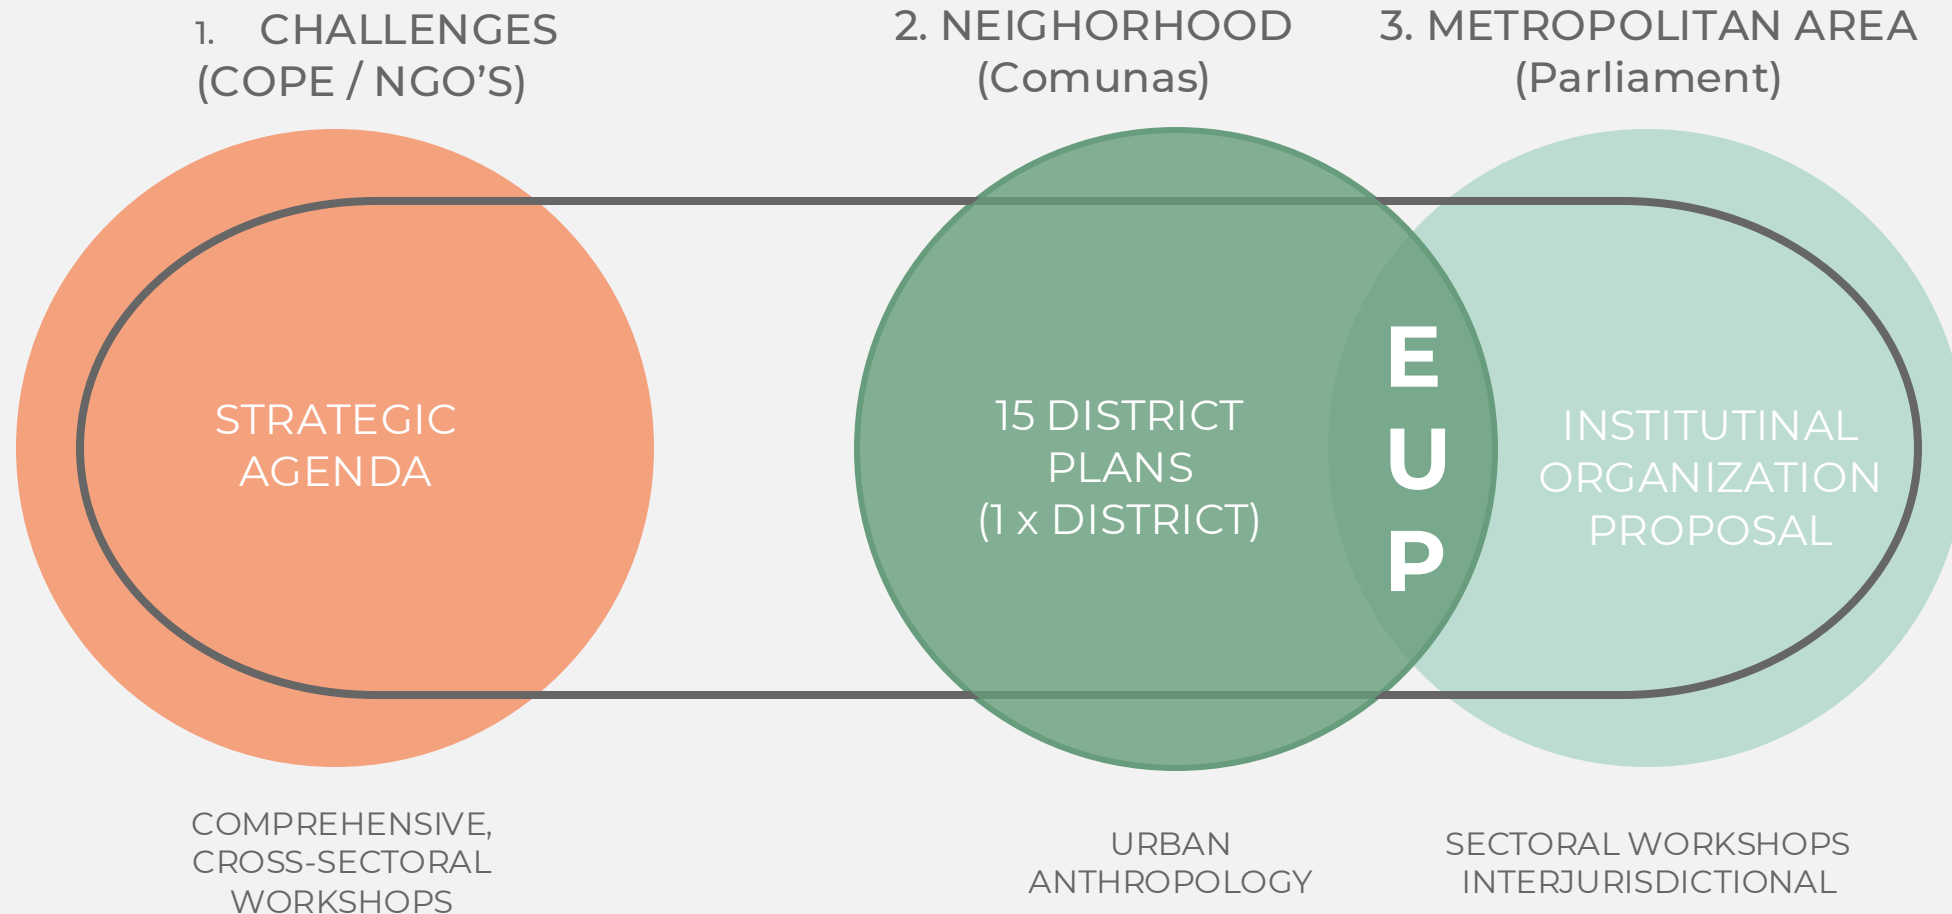 1. CHALLENGES
(COPE / NGO'S)
2. NEIGHORHOOD
(Comunas)
3. METROPOLITAN AREA
(Parliament)
STRATEGIC
AGENDA
15 DISTRICT
PLANS
(1 x DISTRICT)
E
U
P
INSTITUTINAL
ORGANIZATION
PROPOSAL
COMPREHENSIVE,
CROSS-SECTORAL
WORKSHOPS
URBAN
ANTHROPOLOGY
SECTORAL WORKSHOPS
INTERJURISDICTIONAL